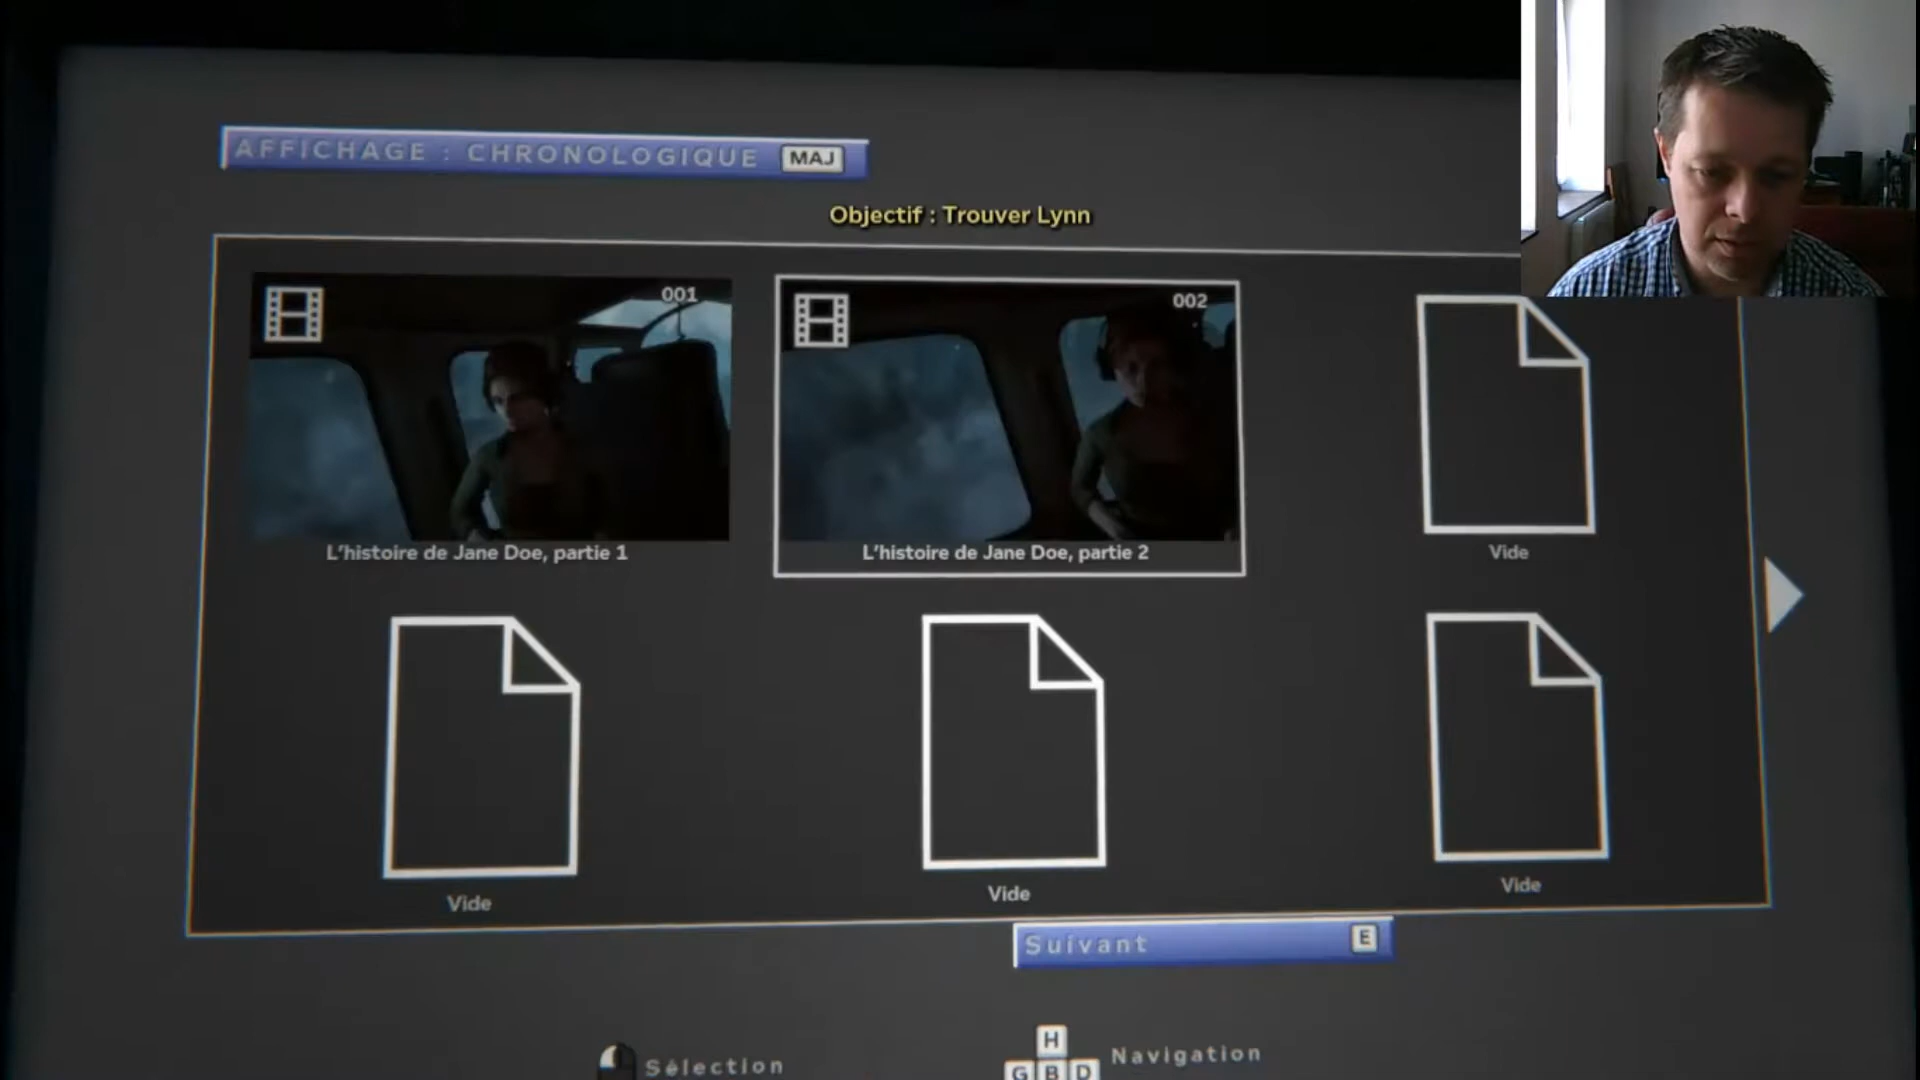 AFFICHAGE : CHRONOLOGIQUE MAJ
Objectif : Trouver Lynn
001
002
L'histoire de Jane Doe, partie 1
L'histoire de Jane Doe, partie 2
Vide
Vide
Vide
Vide
Suivant E
Sélection
H
G B D
Navigation